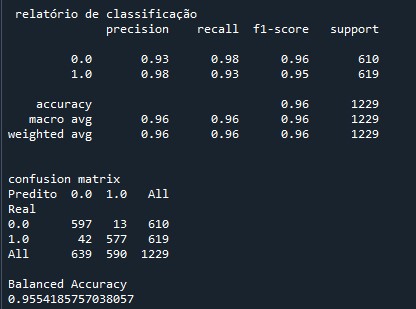 relatório de classificação
precision recall f1-score support
0.0 0.93 0.98 0.96 610
1.0 0.98 0.93 0.95 619
accuracy 0.96 1229
macro avg 0.96 0.96 0.96 1229
weighted avg 0.96 0.96 0.96 1229
confusion matrix
Predito 0.0 1.0 All
Real
0.0 597 13 610
1.0 42 577 619
All 639 590 1229
Balanced Accuracy
0.9554185757038057